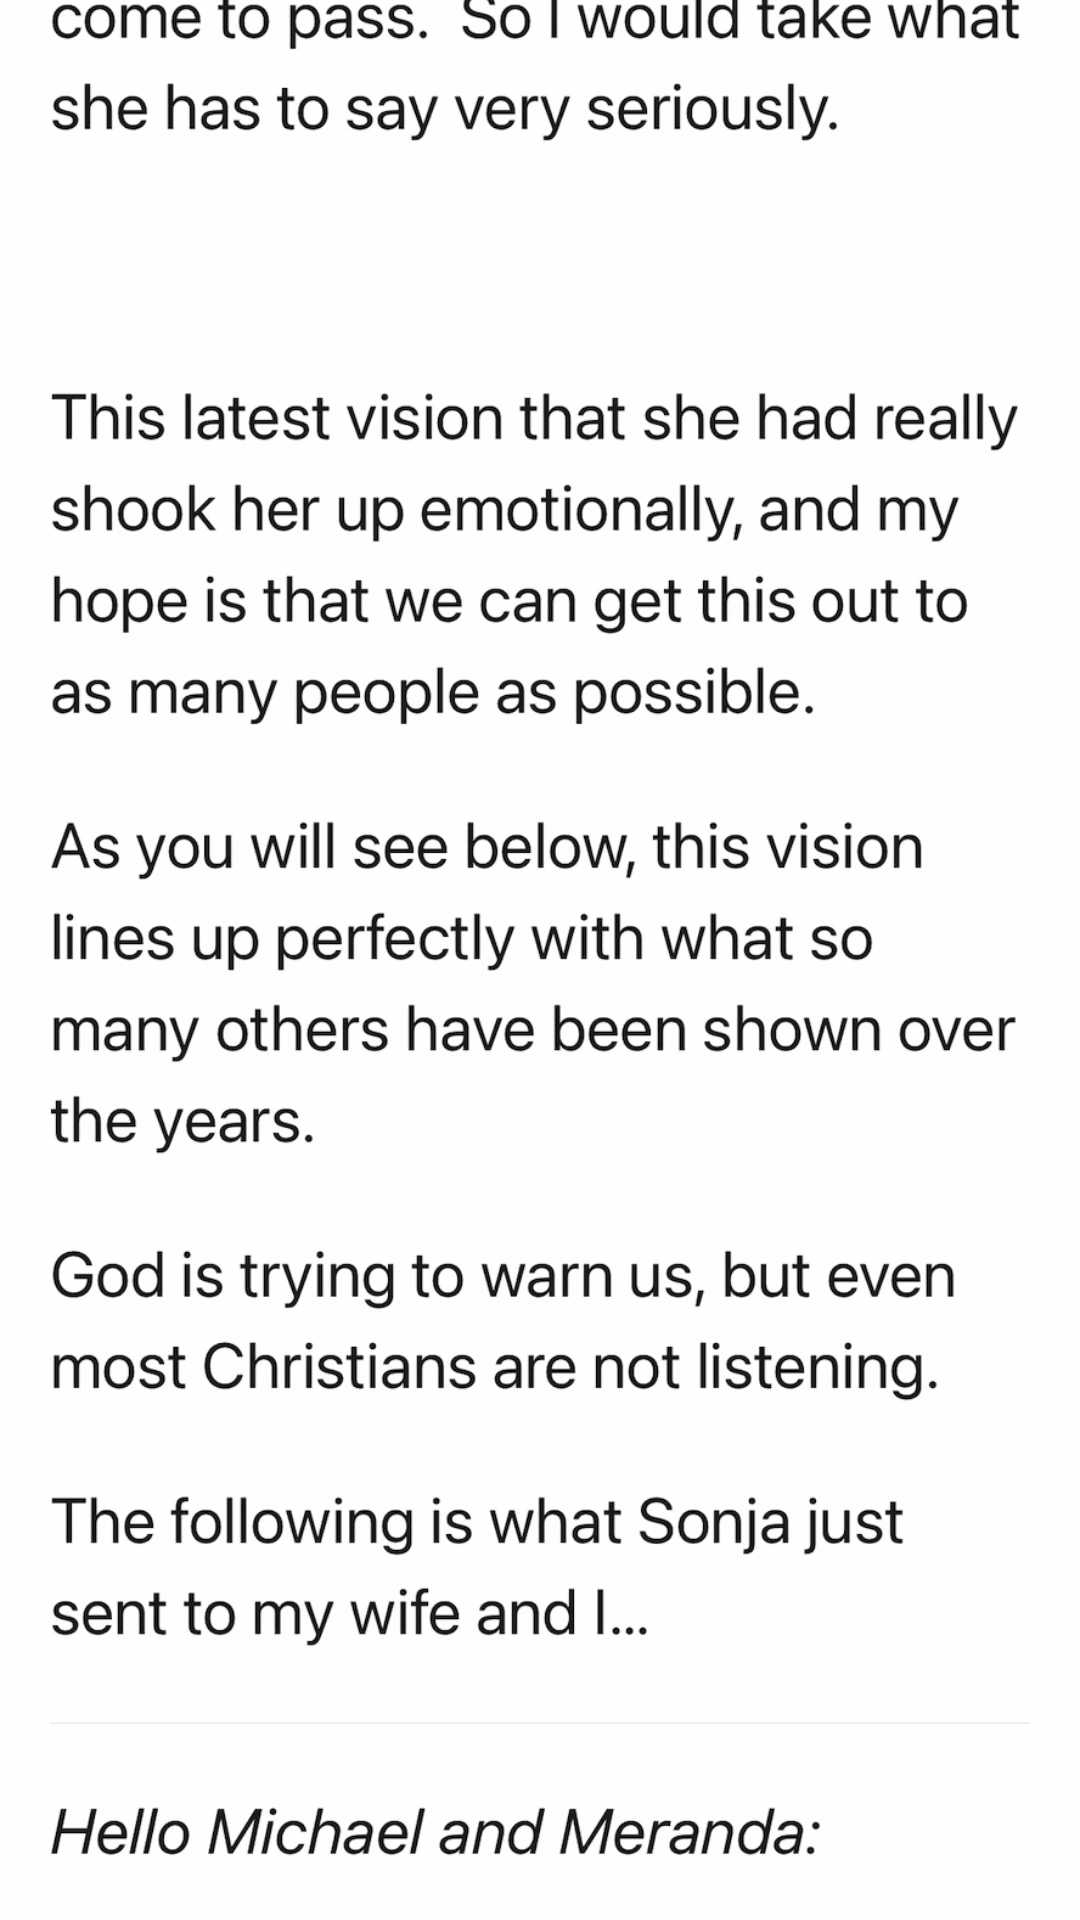 come to pass.  So I would take what
she has to say very seriously.
This latest vision that she had really
shook her up emotionally, and my
hope is that we can get this out to
as many people as possible.
As you will see below, this vision
lines up perfectly with what so
many others have been shown over
the years.
God is trying to warn us, but even
most Christians are not listening.
The following is what Sonja just
sent to my wife and I…
Hello Michael and Meranda: